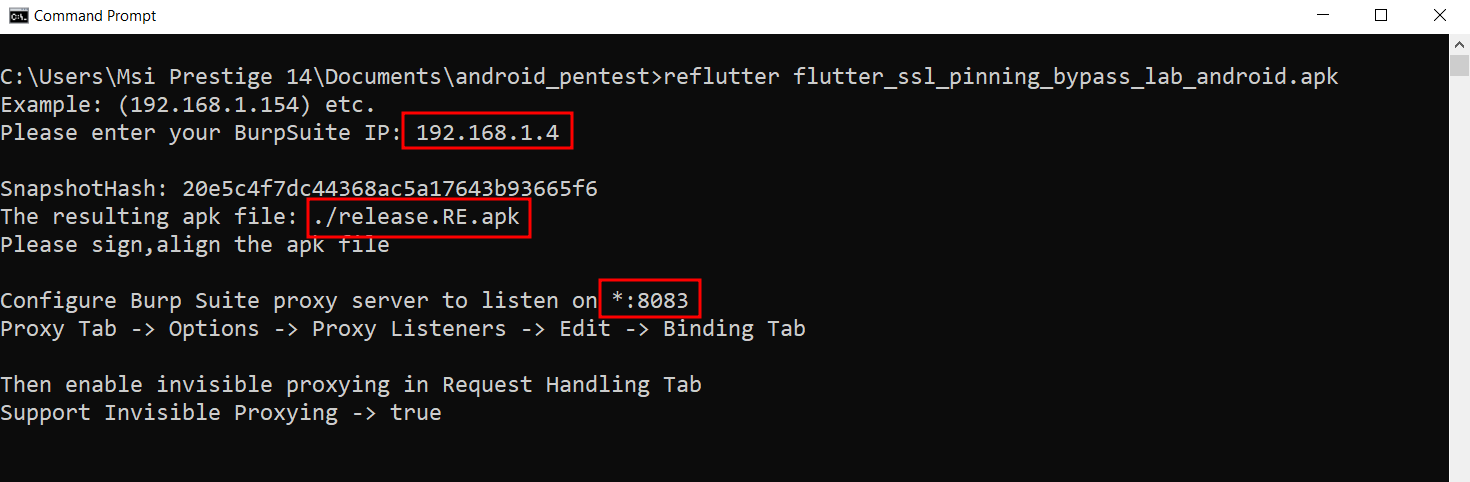 Command Prompt
C:\Users\Msi Prestige 14\Documents\android_pentest>reflutter flutter_ssl_pinning_bypass_lab_android.apk
Example: (192.168.1.154) etc.
Please enter your BurpSuite IP: 192.168.1.4
SnapshotHash: 20e5c4f7dc44368ac5a17643b93665f6
The resulting apk file: ./release.RE.apk
Please sign,align the apk file
Configure Burp Suite proxy server to listen on *:8083
Proxy Tab -> Options -> Proxy Listeners -> Edit -> Binding Tab
Then enable invisible proxying in Request Handling Tab
Support Invisible Proxying -> true